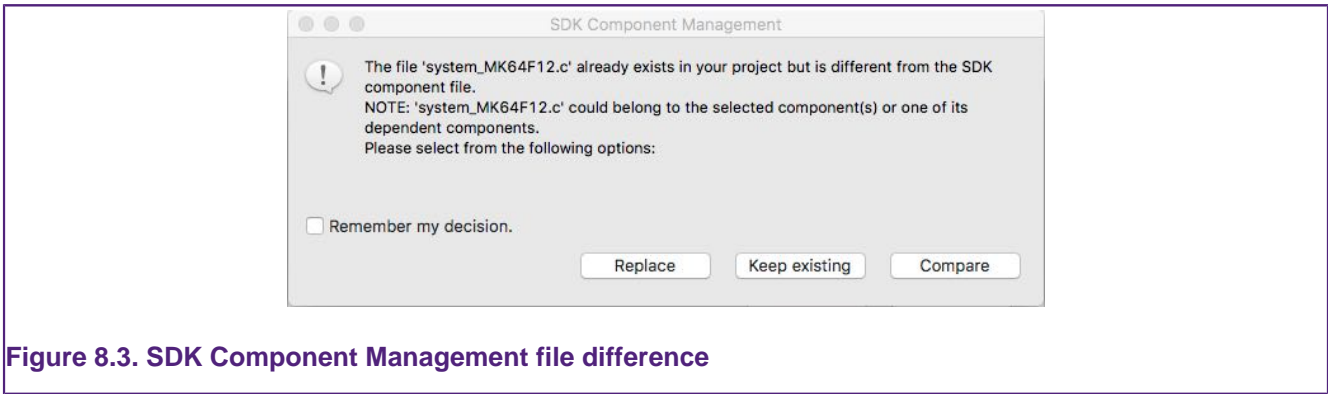 SDK Component Management
The file 'system_MK64F12.c' already exists in your project but is different from the SDK
component file.
NOTE: 'system_MK64F12.c' could belong to the selected component(s) or one of its
dependent components.
Please select from the following options:
Remember my decision.
Replace Keep existing Compare
Figure 8.3. SDK Component Management file difference